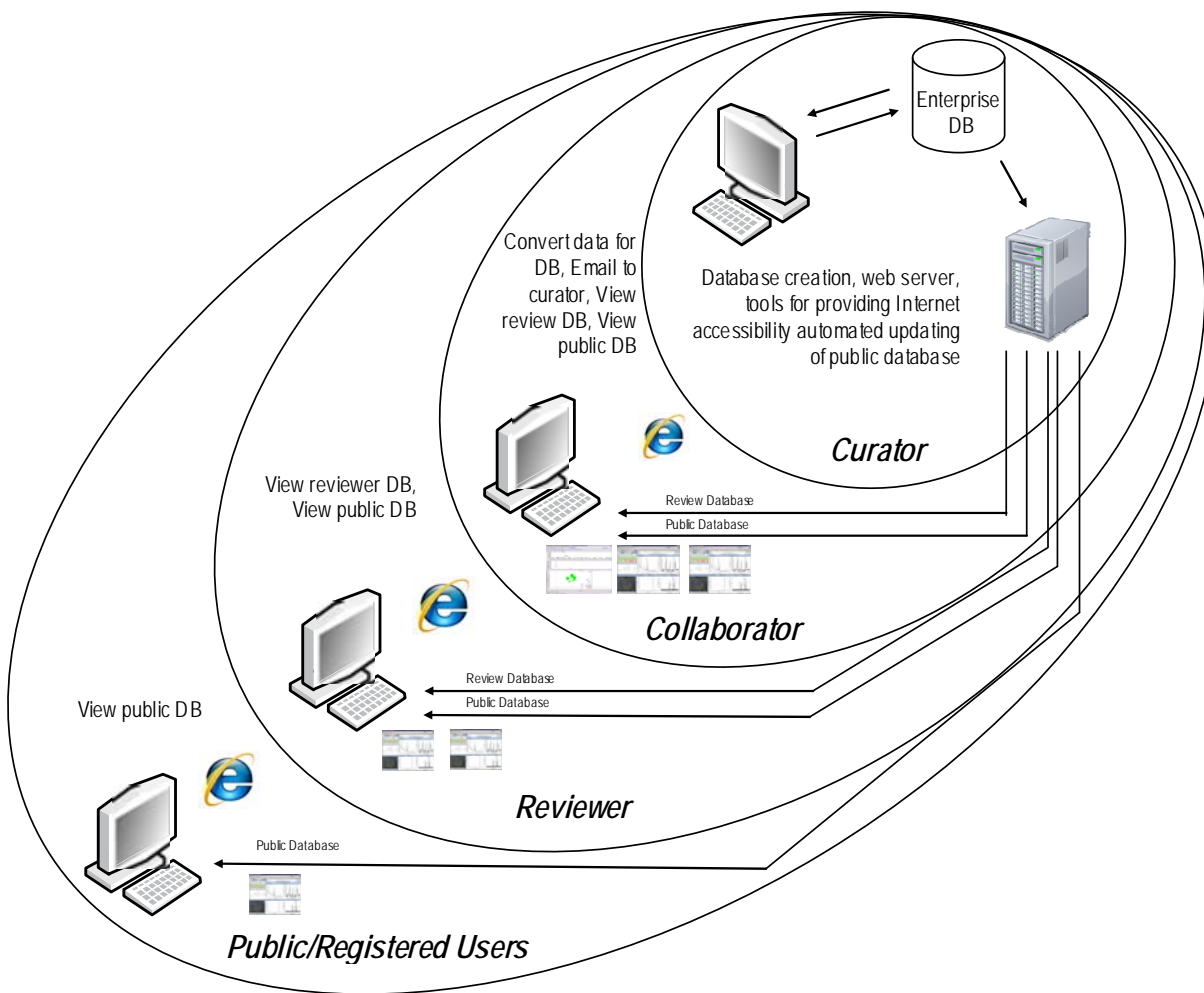 Enterprise
DB
Convert data for
DB, Email to
curator, View
review DB, View
public DB
Database creation, web server,
tools for providing Internet
accessibility automated updating
of public database
Curator
View reviewer DB,
View public DB
Review Database
Public Database
Collaborator
Review Database
Public Database
View public DB
Reviewer
Public Database
Public/Registered Users